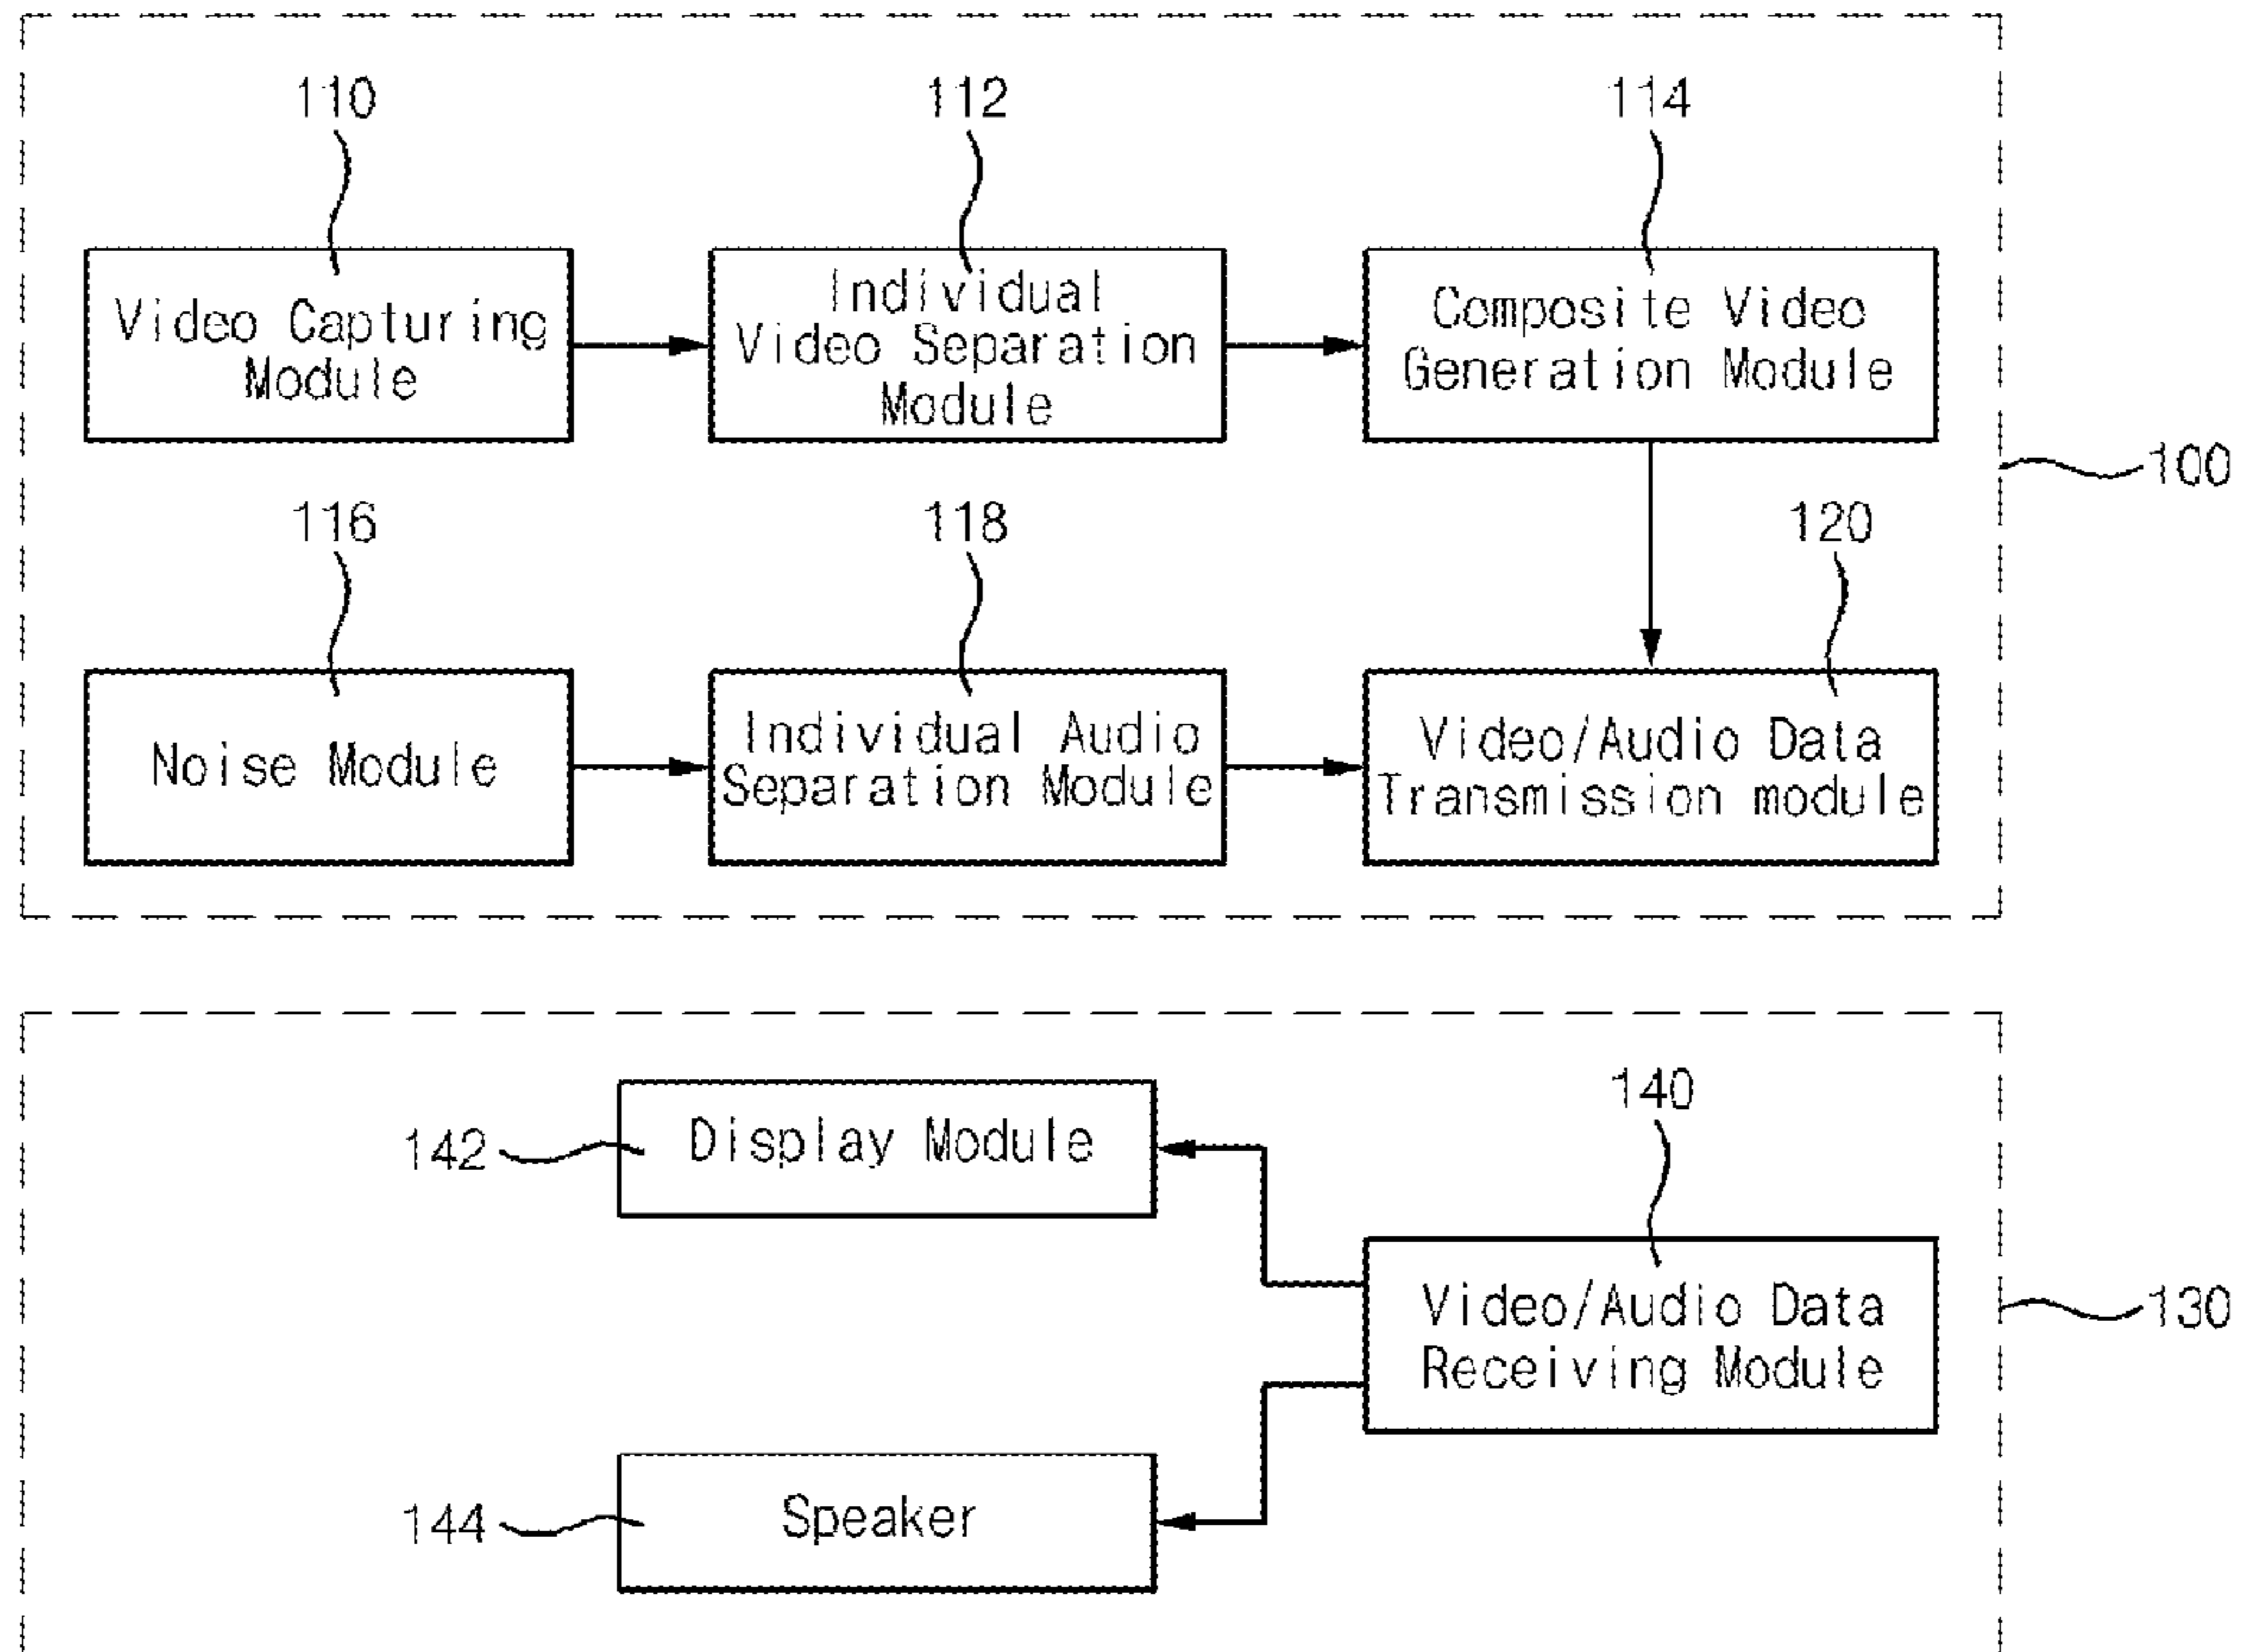 110
112
114
Video Capturing
Module
Individual
Video Separation
Module
Composite Video
Generation Module
100
116
118
120
Noise Module
Individual Audio
Separation Module
Video/Audio Data
Transmission module
140
142
Display Module
Video/Audio Data
Receiving Module
130
144
Speaker